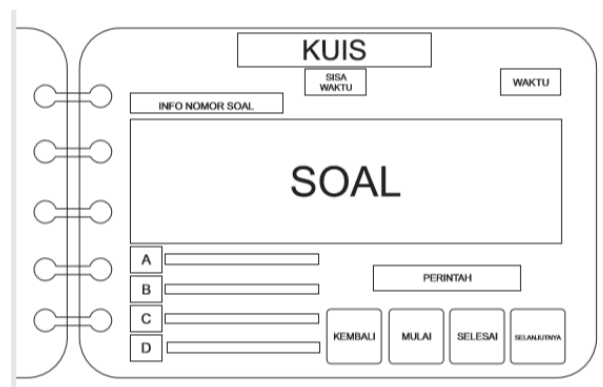 KUIS
SISA
WAKTU
WAKTU
INFO NOMOR SOAL
SOAL
A
B
C
D
PERINTAH
KEMBALI
MULAI
SELESAI
SELANJUTNYA